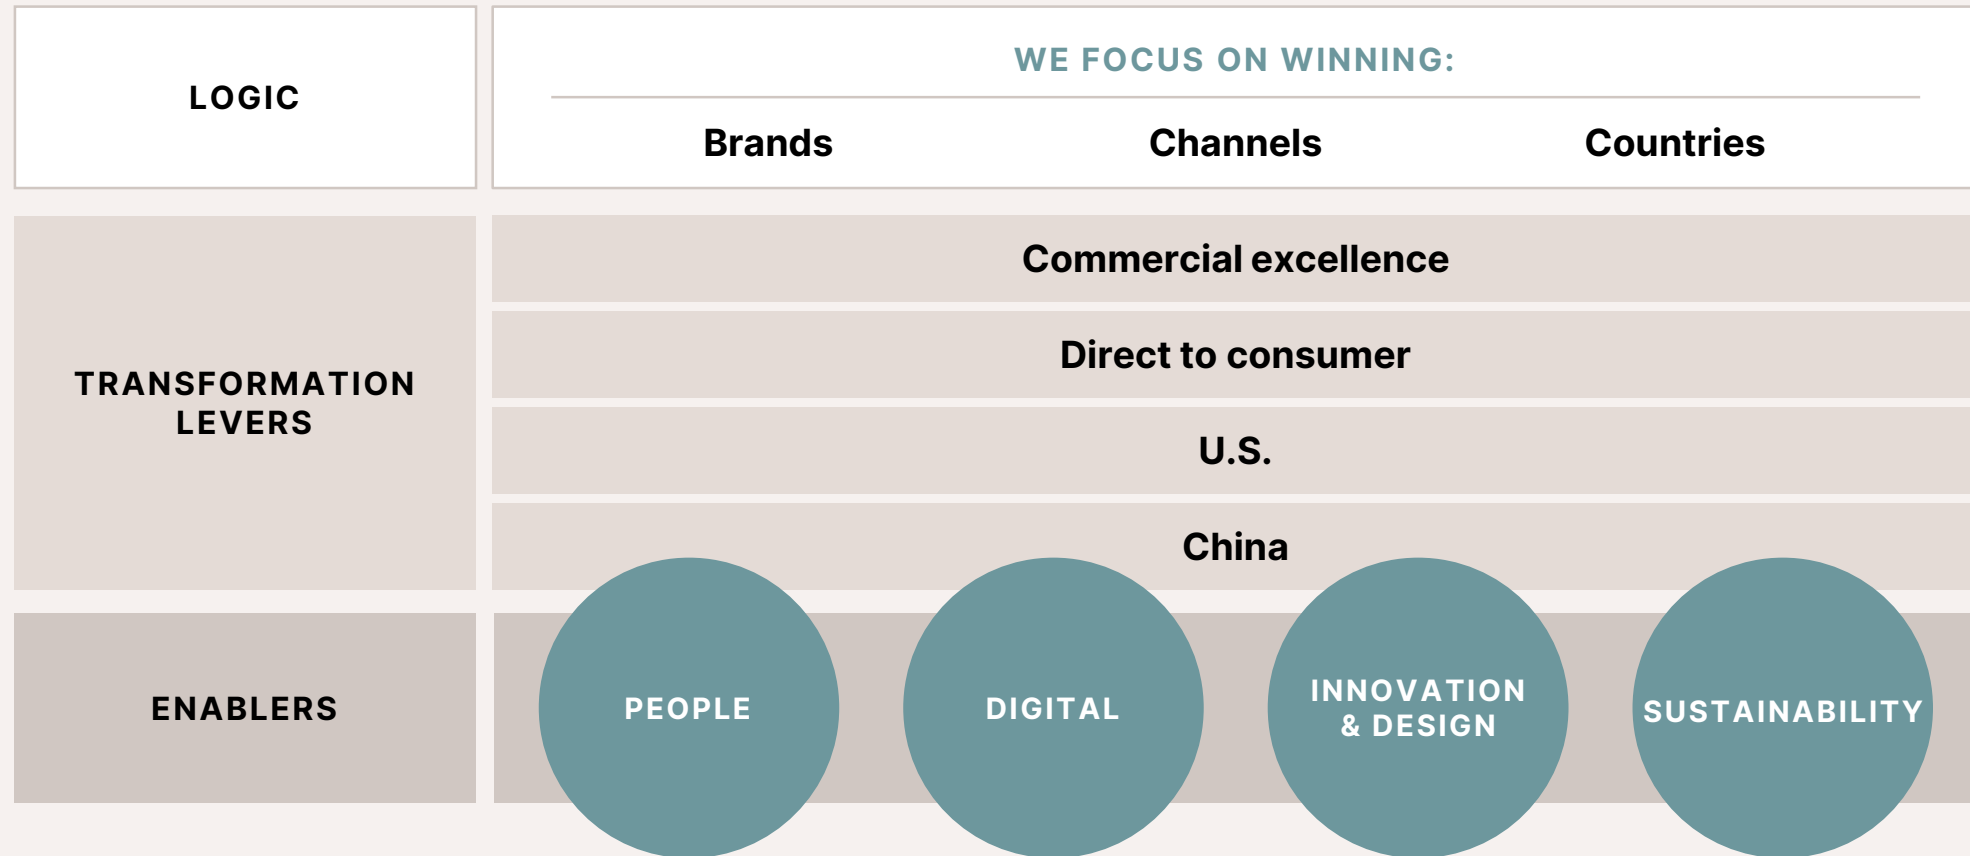 LOGIC
WE FOCUS ON WINNING:
Brands Channels Countries
TRANSFORMATION
LEVERS
Commercial excellence
Direct to consumer
U.S.
China
ENABLERS
PEOPLE
DIGITAL
INNOVATION
& DESIGN
SUSTAINABILITY